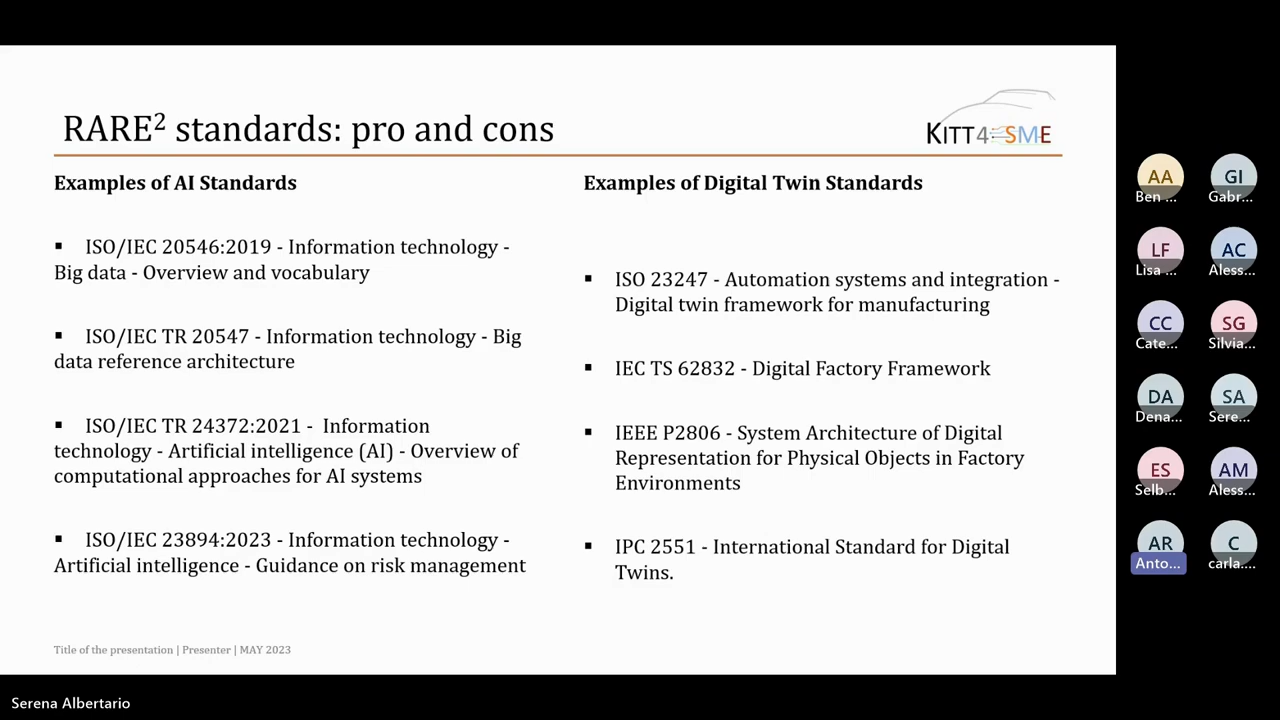 RARE² standards: pro and cons
KITT4SME
Examples of AI Standards
▪ ISO/IEC 20546:2019 - Information technology -
Big data - Overview and vocabulary
▪ ISO/IEC TR 20547 - Information technology - Big
data reference architecture
▪ ISO/IEC TR 24372:2021 - Information
technology - Artificial intelligence (AI) - Overview of
computational approaches for AI systems
▪ ISO/IEC 23894:2023 - Information technology -
Artificial intelligence - Guidance on risk management
Examples of Digital Twin Standards
▪ ISO 23247 - Automation systems and integration -
Digital twin framework for manufacturing
▪ IEC TS 62832 - Digital Factory Framework
▪ IEEE P2806 - System Architecture of Digital
Representation for Physical Objects in Factory
Environments
▪ IPC 2551 - International Standard for Digital
Twins.
Title of the presentation | Presenter | MAY 2023
AA
Ben ...
GI
Gabr...
LF
Lisa ...
AC
Aless...
CC
Cate...
SG
Silvia...
DA
Dena...
SA
Sere...
ES
Selb...
AM
Aless...
AR
Anto...
C
carla....
Serena Albertario